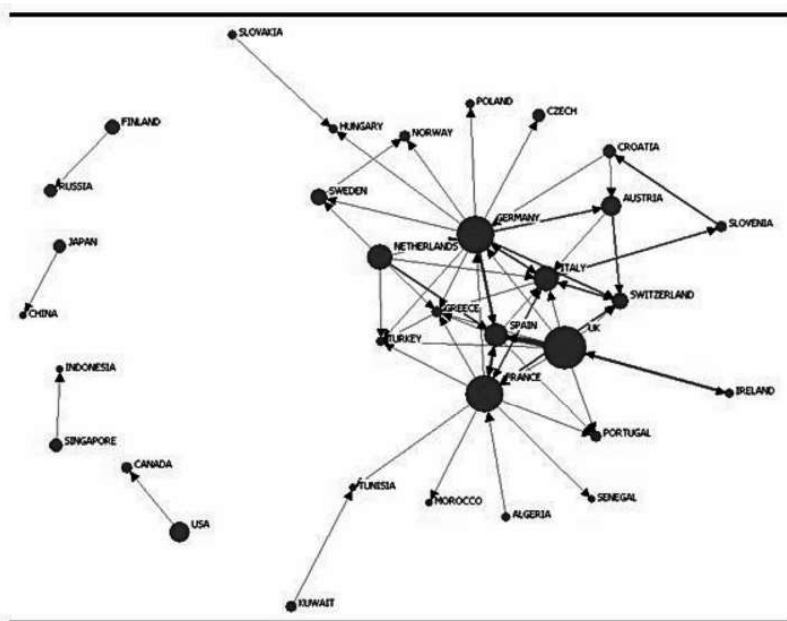 SLOVAKIA
POLAND
CZECH
FINLAND
HUNGARY
NORWAY
CROATIA
RUSSIA
SWEDEN
AUSTRIA
GERMANY
SLOVENIA
JAPAN
NETHERLANDS
ITALY
SWITZERLAND
CHINA
GREECE
SPAIN
UK
TURKEY
INDONESIA
FRANCE
IRELAND
SINGAPORE
PORTUGAL
CANADA
TUNISIA
MOROCCO
SENEGAL
ALGERIA
USA
KUWAIT